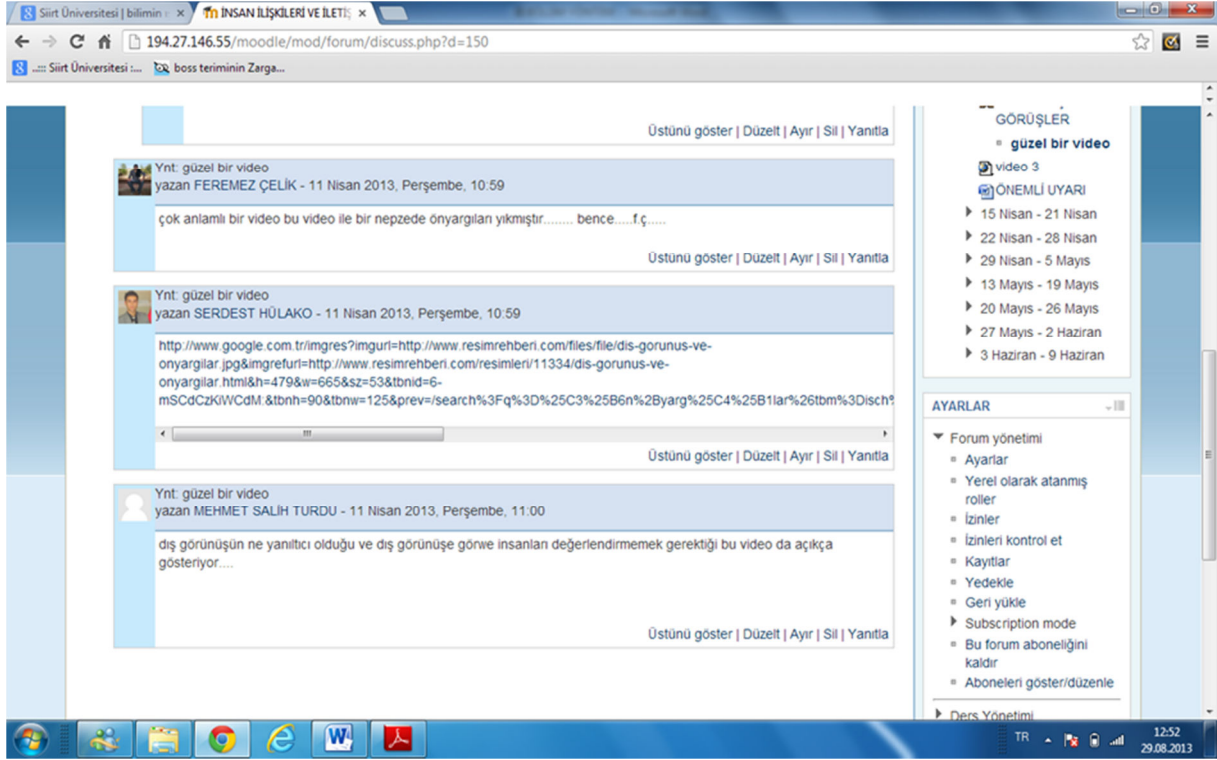 Siirt Üniversitesi | bilimin
İNSAN İLİŞKİLERİ VE İLETİŞ
194.27.146.55/moodle/mod/forum/discuss.php?d=150
..::: Siirt Üniversitesi :...
boss teriminin Zarga...
Üstünü göster | Düzelt | Ayır | Sil | Yanıtla
Ynt: güzel bir video
yazan FEREMEZ ÇELİK - 11 Nisan 2013, Perşembe, 10:59
çok anlamlı bir video bu video ile bir nepzede önyargıları yıkmıştır......... bence.....f.ç.....
Üstünü göster | Düzelt | Ayır | Sil | Yanıtla
Ynt: güzel bir video
yazan SERDEST HÜLAKO - 11 Nisan 2013, Perşembe, 10:59
http://www.google.com.tr/imgres?imgurl=http://www.resimrehberi.com/files/file/dis-gorunus-ve-
onyargilar.jpg&imgrefurl=http://www.resimrehberi.com/resimleri/11334/dis-gorunus-ve-
onyargilar.html&h=479&w=665&sz=53&tbnid=6-
mSCdCzKiWCdM:&tbnh=90&tbnw=125&prev=/search%3Fq%3D%25C3%25B6n%2Byarg%25C4%25B1lar%26tbm%3Disch%
Üstünü göster | Düzelt | Ayır | Sil | Yanıtla
Ynt: güzel bir video
yazan MEHMET SALİH TURDU - 11 Nisan 2013, Perşembe, 11:00
dış görünüşün ne yanıltıcı olduğu ve dış görünüşe görwe insanları değerlendirmemek gerektiği bu video da açıkça
gösteriyor....
Üstünü göster | Düzelt | Ayır | Sil | Yanıtla
GÖRÜŞLER
güzel bir video
video 3
ÖNEMLİ UYARI
15 Nisan - 21 Nisan
22 Nisan - 28 Nisan
29 Nisan - 5 Mayıs
13 Mayıs - 19 Mayıs
20 Mayıs - 26 Mayıs
27 Mayıs - 2 Haziran
3 Haziran - 9 Haziran
AYARLAR
Forum yönetimi
Ayarlar
Yerel olarak atanmış
roller
İzinler
İzinleri kontrol et
Kayıtlar
Yedekle
Geri yükle
Subscription mode
Bu forum aboneliğini
kaldır
Aboneleri göster/düzenle
Ders Yönetimi
TR
12:52
29.08.2013